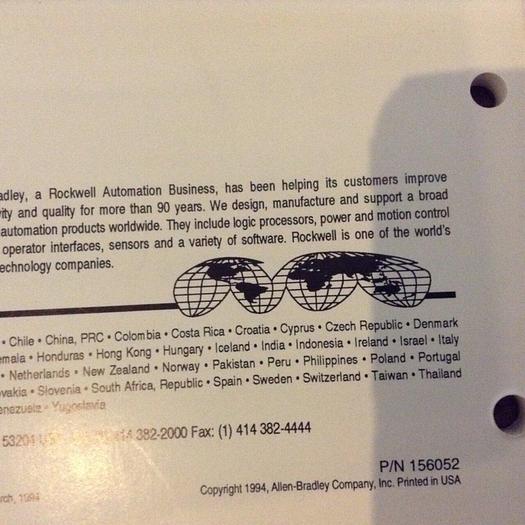 adley, a Rockwell Automation Business, has been helping its customers improve
ity and quality for more than 90 years. We design, manufacture and support a broad
automation products worldwide. They include logic processors, power and motion control
operator interfaces, sensors and a variety of software. Rockwell is one of the world's
echnology companies.
• Chile • China, PRC • Colombia • Costa Rica • Croatia • Cyprus • Czech Republic • Denmark
emala • Honduras • Hong Kong • Hungary • Iceland • India • Indonesia • Ireland • Israel • Italy
• Netherlands • New Zealand • Norway • Pakistan • Peru • Philippines • Poland • Portugal
vakia • Slovenia • South Africa, Republic • Spain • Sweden • Switzerland • Taiwan • Thailand
enezuela • Yugoslavia
53204 414 382-2000 Fax: (1) 414 382-4444
P/N 156052
rch, 1994
Copyright 1994, Allen-Bradley Company, Inc. Printed in USA